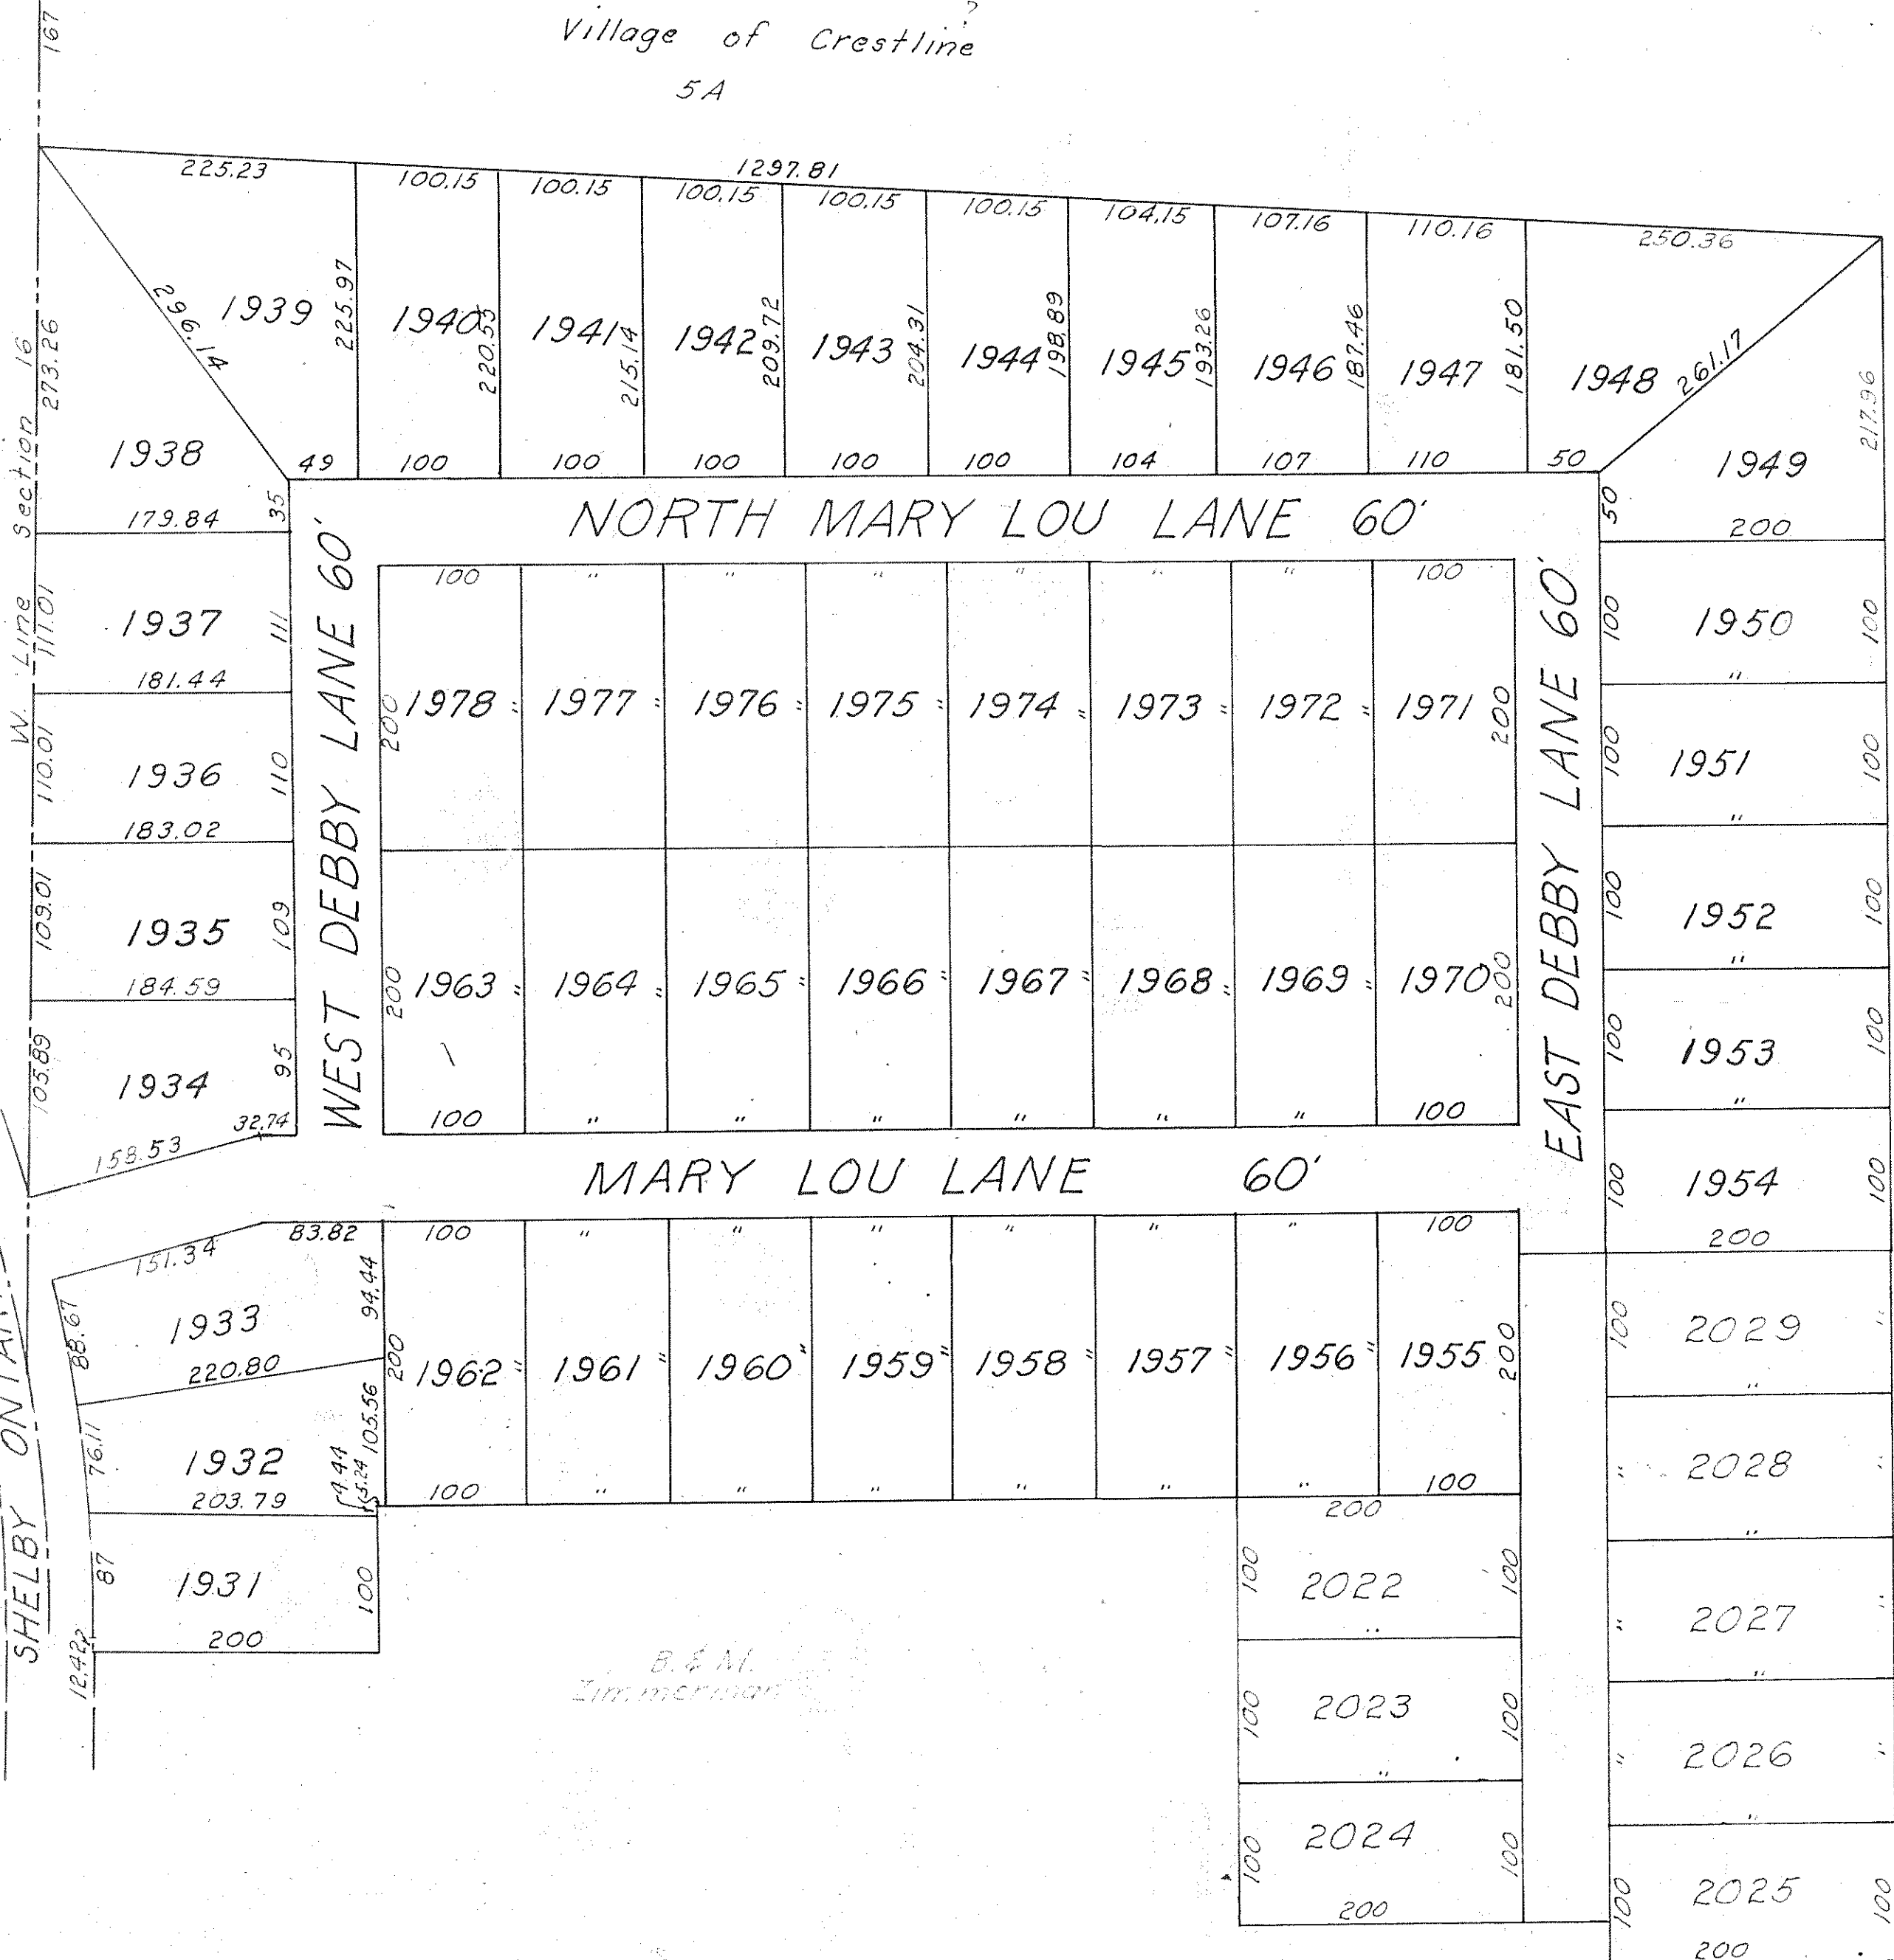 167
Village of Crestline
?
5A
225.23
1297.81
100.15 100.15 100.15 100.15 100.15 104.15 107.16 110.16 250.36
W. Line Section 16
273.26
296.14
1939 225.97 1940 220.55 1941 215.14 1942 209.72 1943 204.31 1944 198.89 1945 193.26 1946 187.46 1947 181.50 1948 261.17
217.96
1938 49 100 100 100 100 100 104 107 110 50 1949
179.84 35
NORTH MARY LOU LANE 60'
50 200
WEST DEBBY LANE 60'
EAST DEBBY LANE 60'
100 " " " " " " 100
111.01 1937 111
181.44
100 1950 100
"
200 1978 " 1977 " 1976 " 1975 " 1974 " 1973 " 1972 " 1971 200
110.01 1936 110
183.02
100 1951 100
"
109.01 1935 109
184.59
100 1952 100
"
200 1963 " 1964 " 1965 " 1966 " 1967 " 1968 " 1969 " 1970 200
105.89 1934 95
100 1953 100
"
158.53 32.74
100 " " " " " " 100
MARY LOU LANE 60'
100 1954 100
200
151.34 83.82
100 " " " " " " 100
88.67 1933 94.44
220.80
200 1962 " 1961 " 1960 " 1959 " 1958 " 1957 " 1956 " 1955 200
100 2029 "
"
76.11 1932 4.44 15.24 105.56
203.79
100 " " " " " " 100
" 2028 "
"
SHELBY
87 1931 100
200
124.22
200
100 2022 100
"
" 2027 "
"
B. & M.
Zimmerman
100 2023 100
"
" 2026 "
"
100 2024 100
200
100 2025 100
200